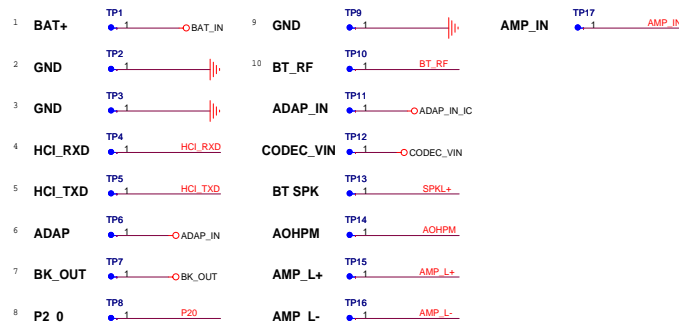 TP1
1 BAT+ 1 BAT_IN
TP2
2 GND 1
TP3
3 GND 1
TP4
4 HCI_RXD 1 HCI_RXD
TP5
5 HCI_TXD 1 HCI_TXD
TP6
6 ADAP 1 ADAP_IN
TP7
7 BK_OUT 1 BK_OUT
TP8
8 P2_0 1 P20
TP9
9 GND 1
TP10
10 BT_RF 1 BT_RF
TP11
ADAP_IN 1 ADAP_IN_IC
TP12
CODEC_VIN 1 CODEC_VIN
TP13
BT SPK 1 SPKL+
TP14
AOHPM 1 AOHPM
TP15
AMP_L+ 1 AMP_L+
TP16
AMP_L- 1 AMP_L-
TP17
AMP_IN 1 AMP_IN